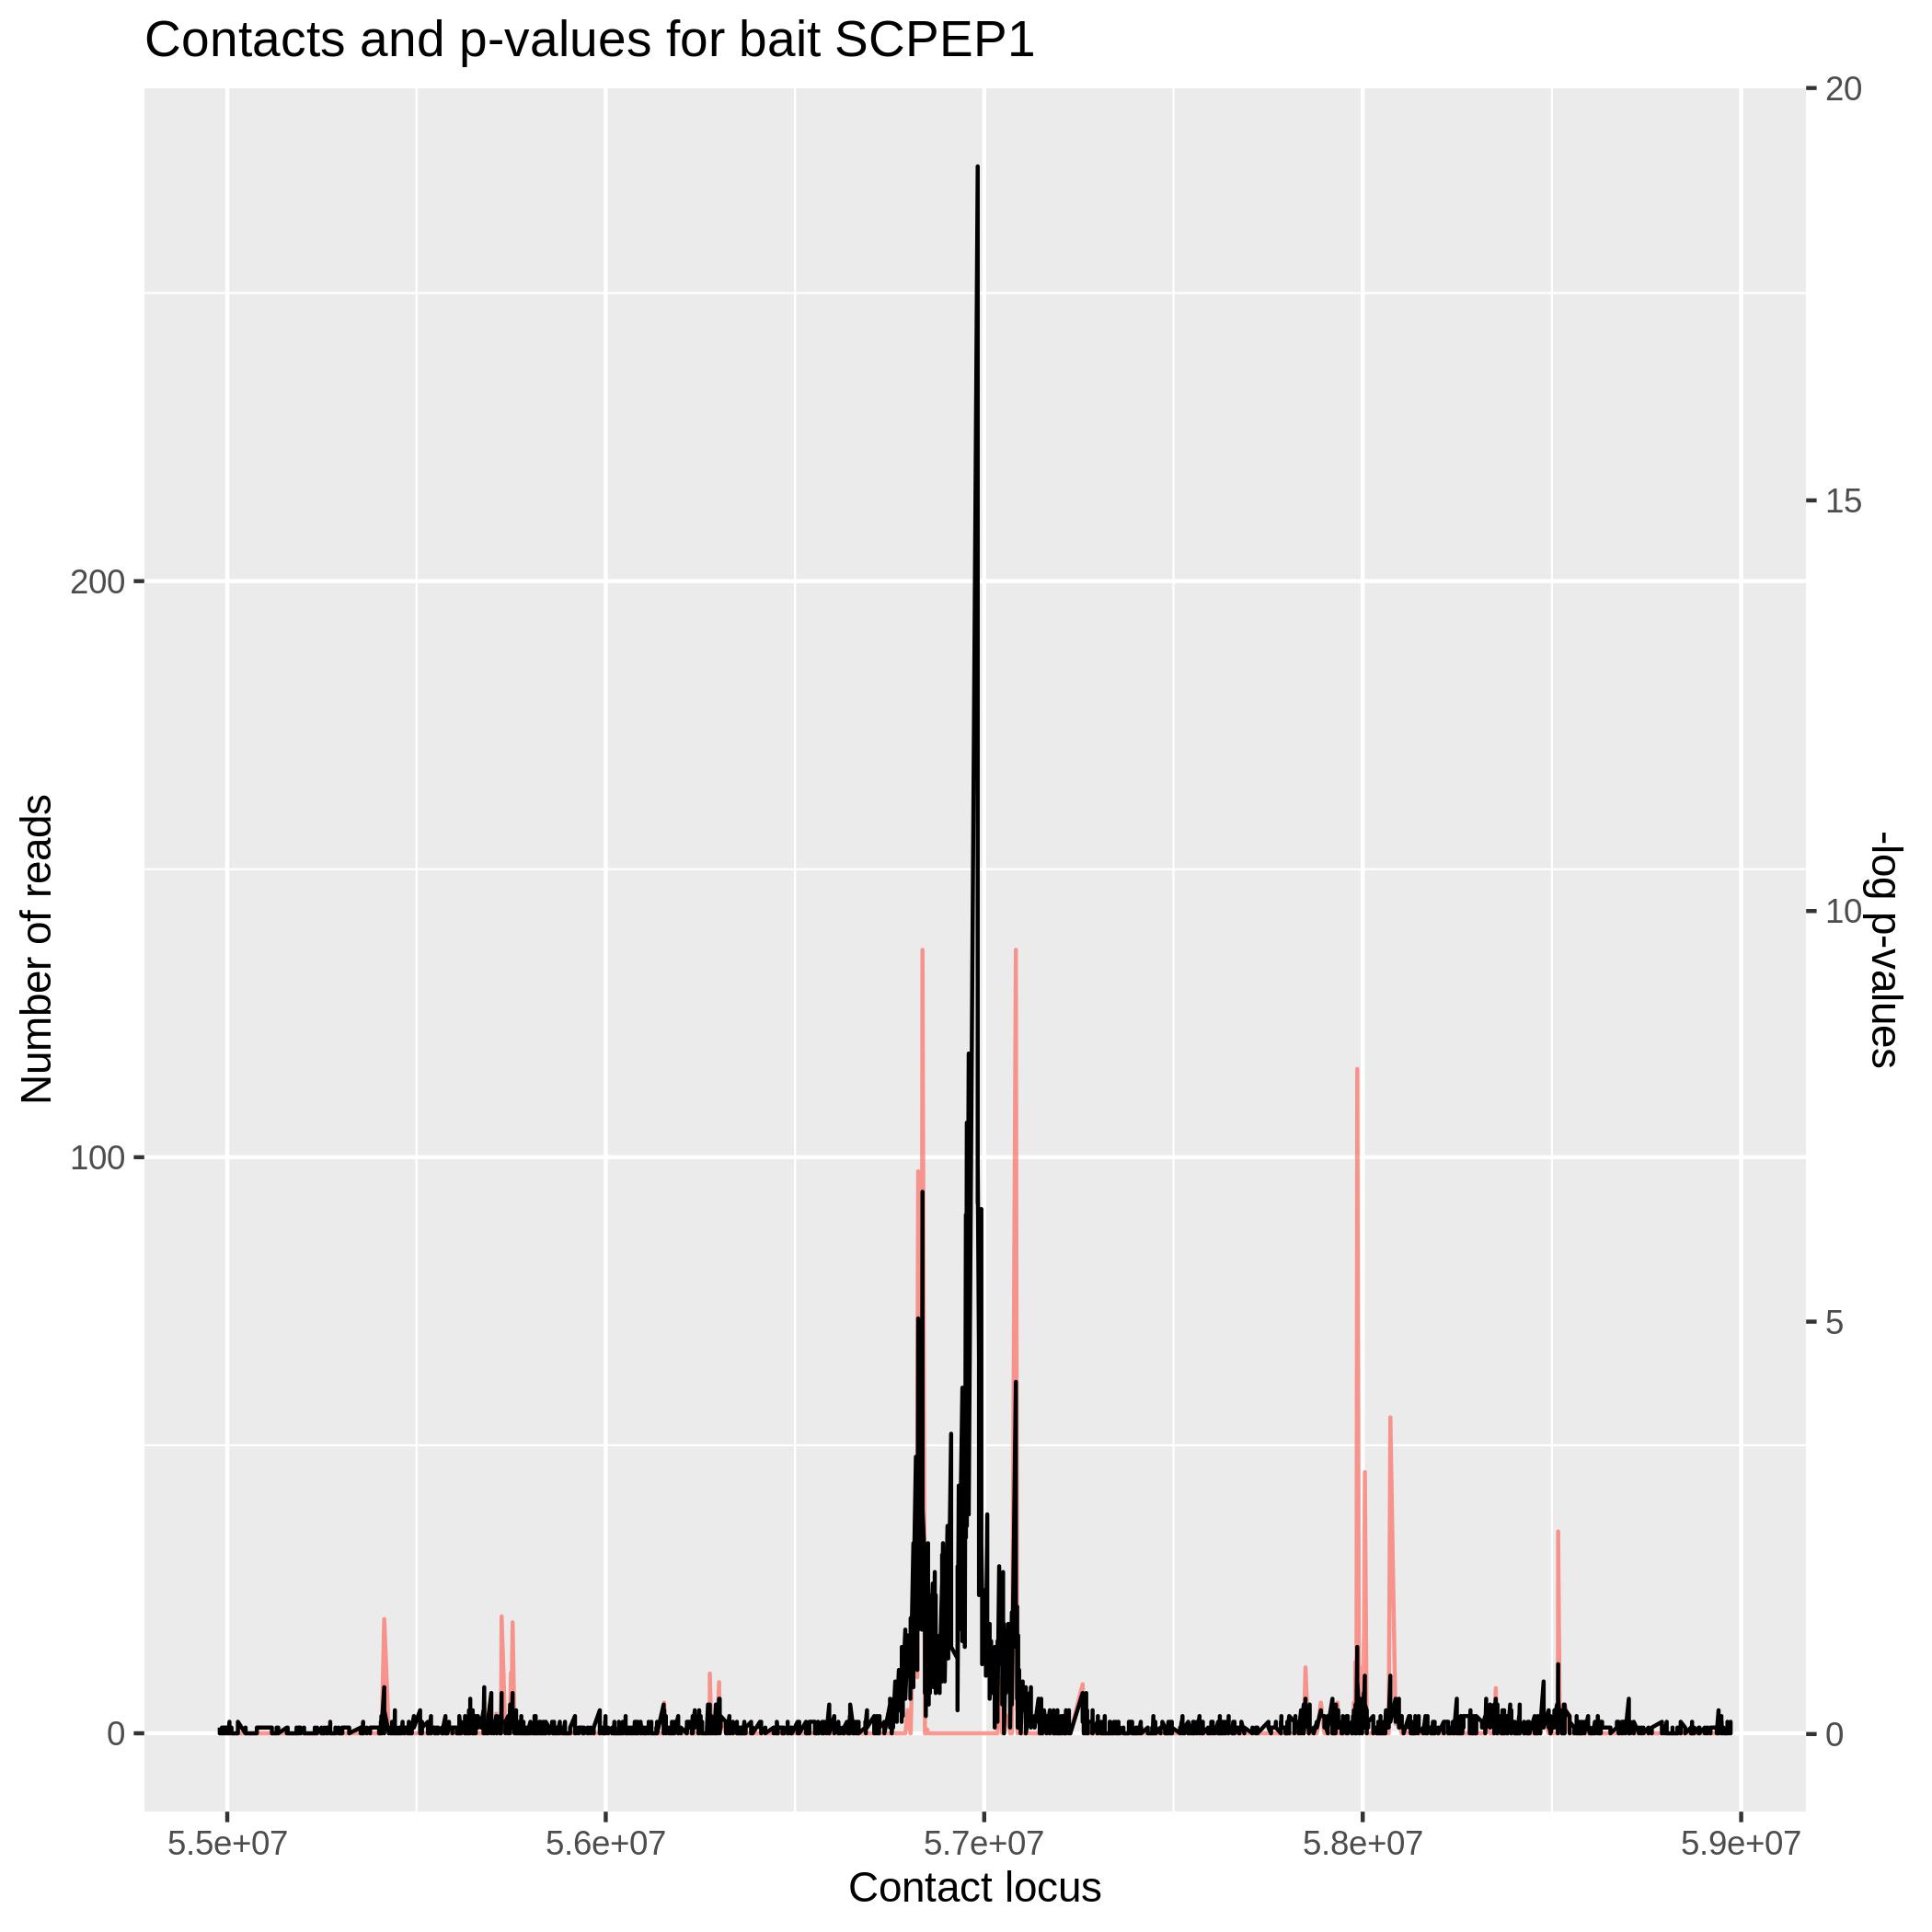 Contacts and p-values for bait SCPEP1
Number of reads
200
100
0
20
15
10
5
0
-log p-values
5.5e+07 5.6e+07 5.7e+07 5.8e+07 5.9e+07
Contact locus